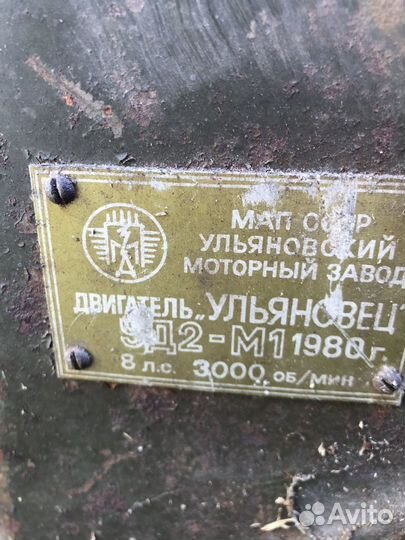 МАП СССР
УЛЬЯНОВСКИЙ
МОТОРНЫЙ ЗАВОД
ДВИГАТЕЛЬ „УЛЬЯНОВЕЦ"
УД2-М1 1980 г.
8 л.с. 3000 ОБ/МИН
Avito